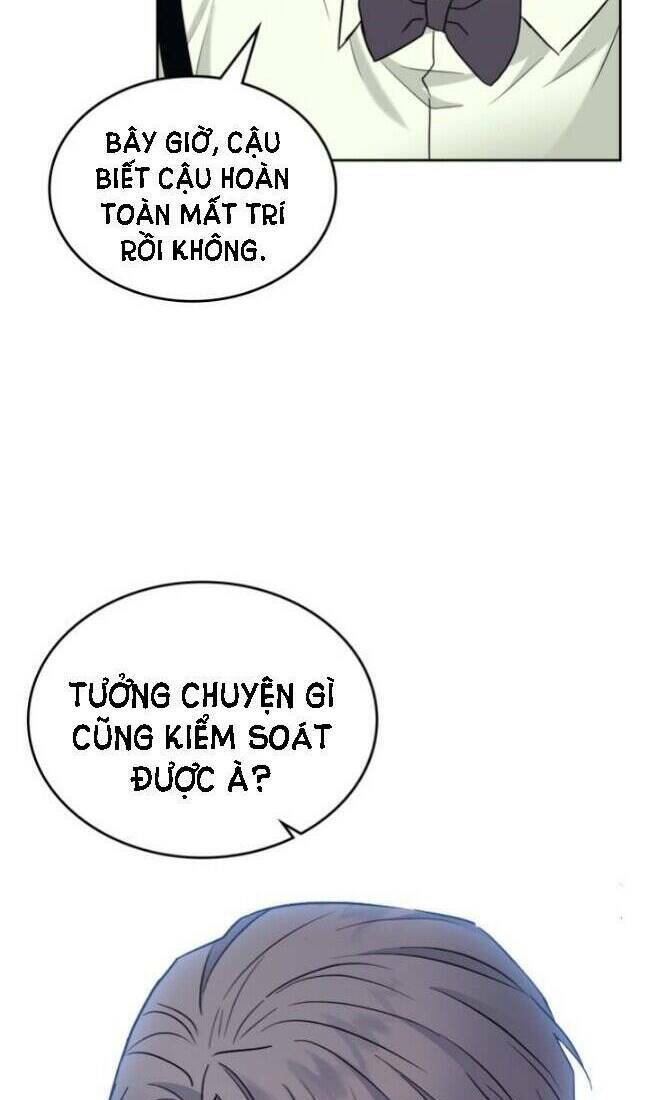 BÂY GIỜ, CẬU
BIẾT CẬU HOÀN
TOÀN MẤT TRÍ
RỒI KHÔNG.
TƯỞNG CHUYỆN GÌ
CŨNG KIỂM SOÁT
ĐƯỢC À?